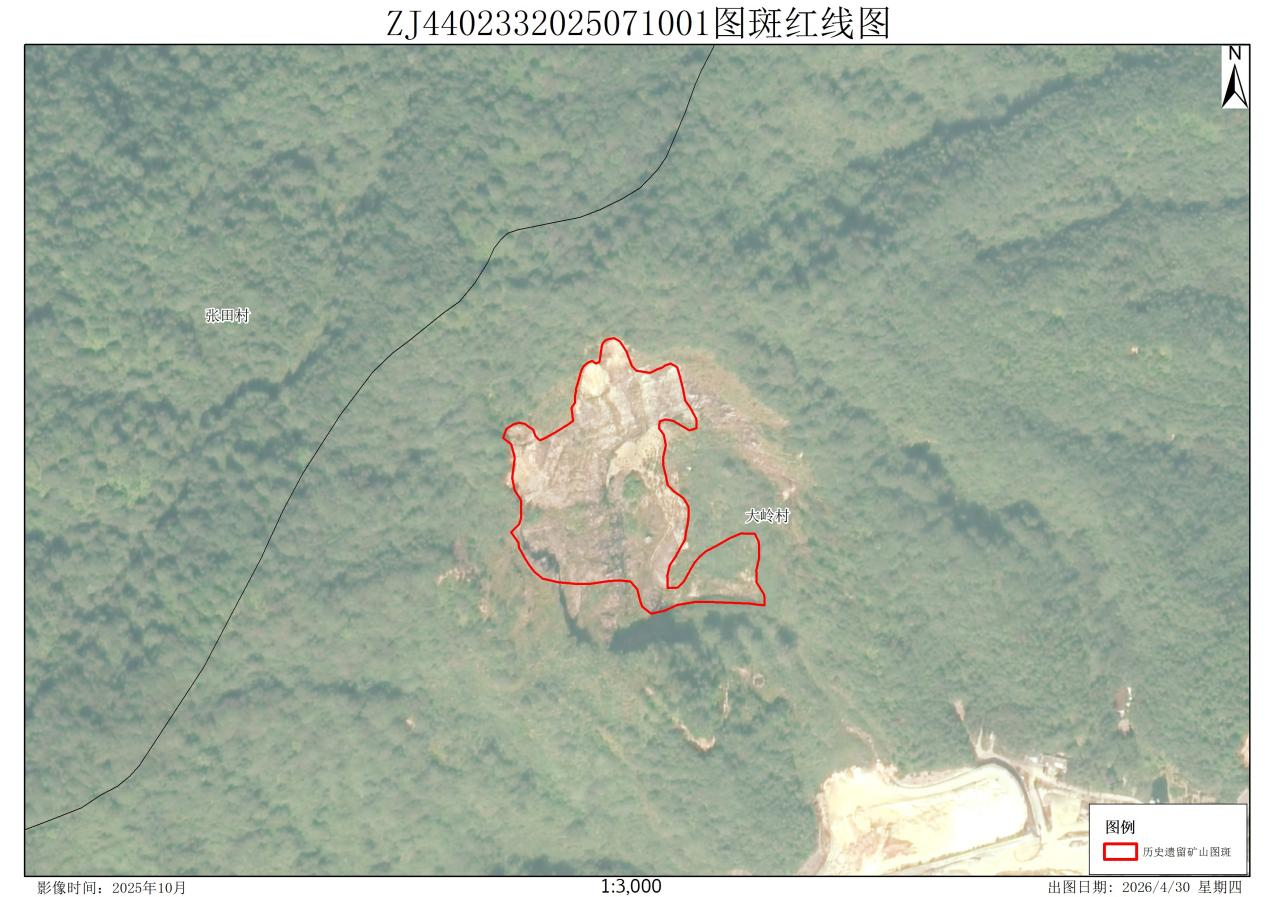 ZJ4402332025071001图斑红线图
N
张田村
大岭村
图例
历史遗留矿山图斑
影像时间：2025年10月
1:3,000
出图日期: 2026/4/30 星期四